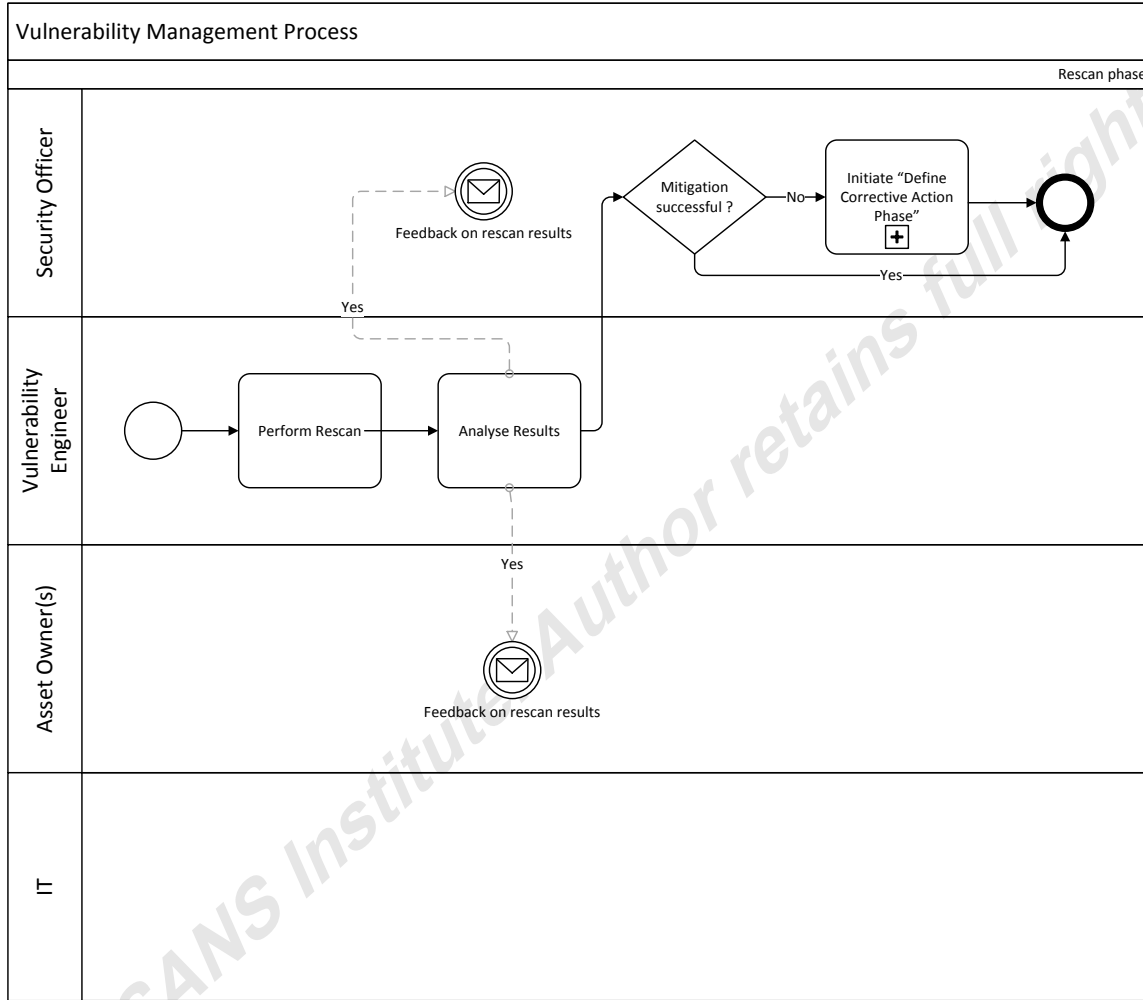 Vulnerability Management Process
Rescan phase
Security Officer
Feedback on rescan results
Mitigation
successful ?
No
Initiate “Define
Corrective Action
Phase”
Yes
Yes
Vulnerability
Engineer
Perform Rescan
Analyse Results
Asset Owner(s)
Yes
Feedback on rescan results
IT
SANS Institute, Author retains full right